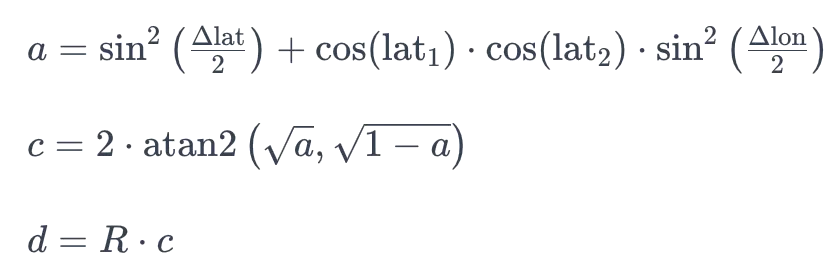 a = sin² (Δlat/2) + cos(lat₁) · cos(lat₂) · sin² (Δlon/2)
c = 2 · atan2 (√a, √(1 − a))
d = R · c